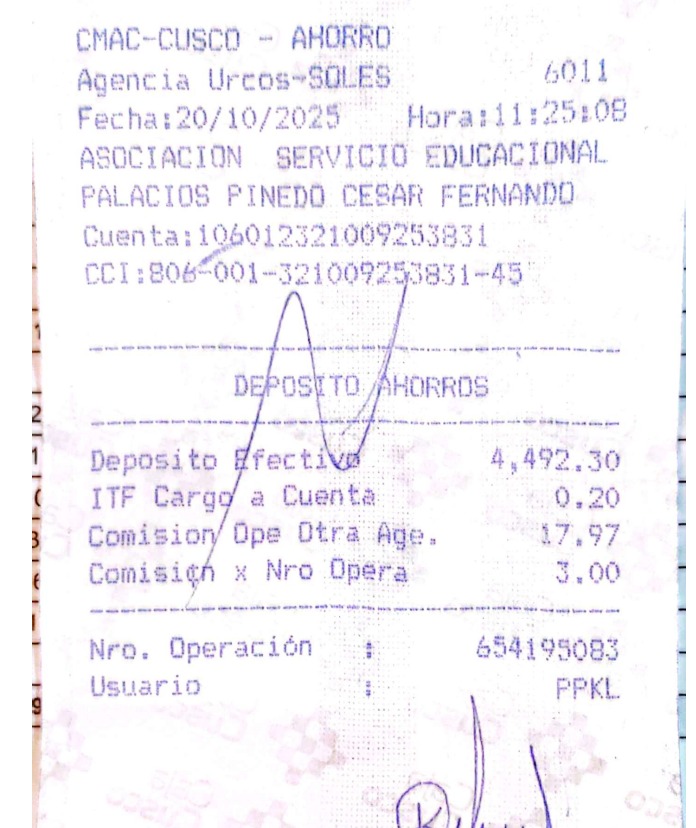 CMAC-CUSCO - AHORRO
Agencia Urcos-SOLES 6011
Fecha:20/10/2025 Hora:11:25:08
ASOCIACION SERVICIO EDUCACIONAL
PALACIOS PINEDO CESAR FERNANDO
Cuenta:106012321009253831
CCI:806-001-321009253831-45
DEPOSITO AHORROS
Deposito Efectivo 4,492.30
ITF Cargo a Cuenta 0.20
Comision Ope Otra Age. 17.97
Comisión x Nro Opera 3.00
Nro. Operación : 654195083
Usuario : PPKL